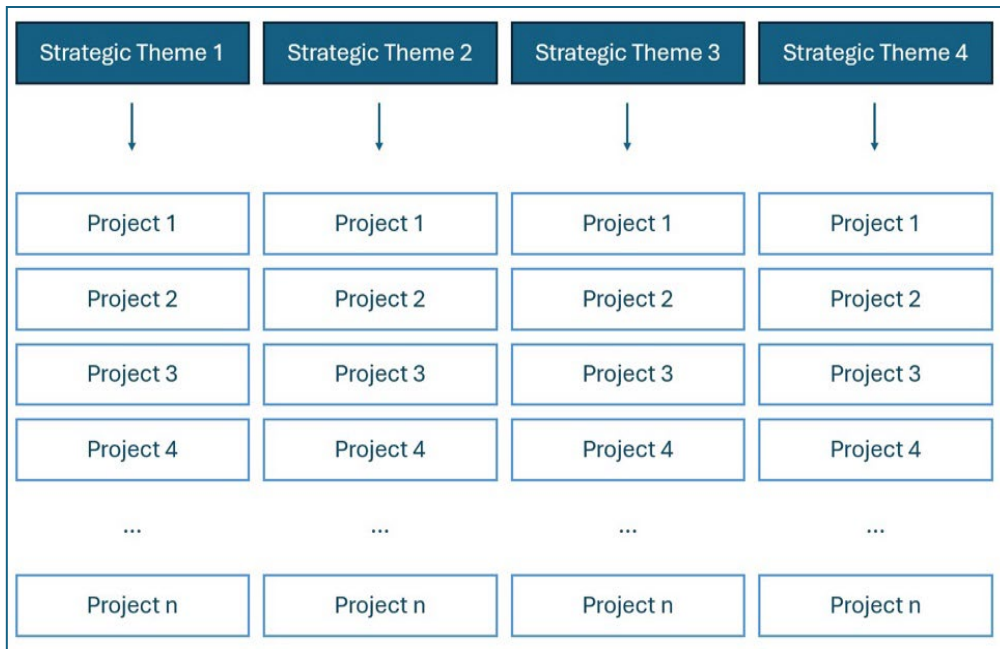 Strategic Theme 1
Strategic Theme 2
Strategic Theme 3
Strategic Theme 4
Project 1
Project 1
Project 1
Project 1
Project 2
Project 2
Project 2
Project 2
Project 3
Project 3
Project 3
Project 3
Project 4
Project 4
Project 4
Project 4
...
...
...
...
Project n
Project n
Project n
Project n